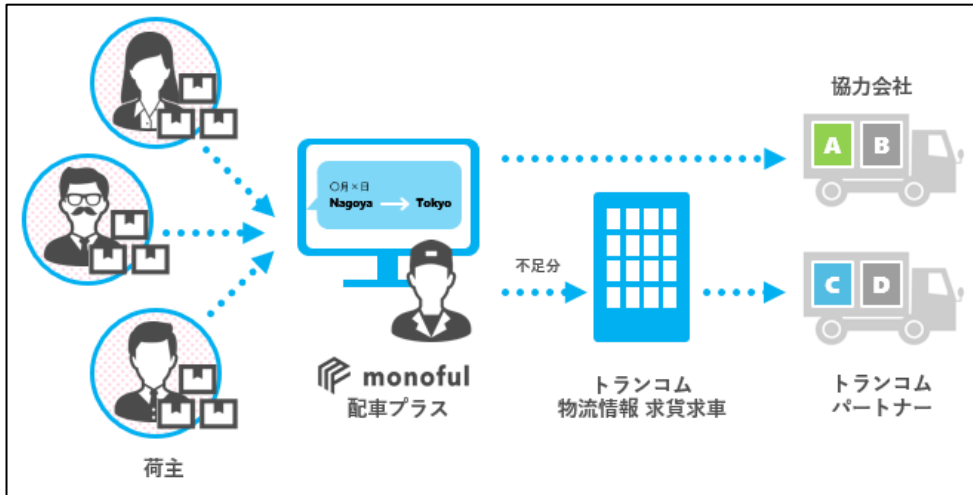 協力会社
A B
〇月×日
Nagoya → Tokyo
不足分
C D
monoful
配車プラス
トランコム
物流情報 求貨求車
トランコム
パートナー
荷主